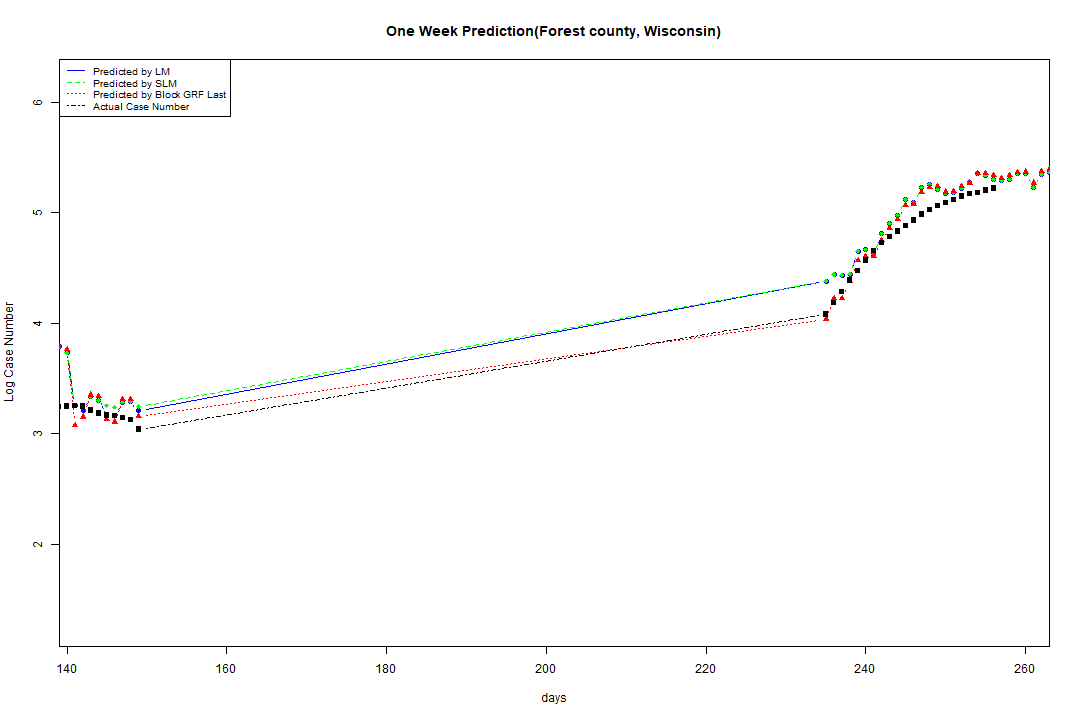 One Week Prediction(Forest county, Wisconsin)
Predicted by LM
Predicted by SLM
Predicted by Block GRF Last
Actual Case Number
6
5
4
3
2
Log Case Number
140 160 180 200 220 240 260
days